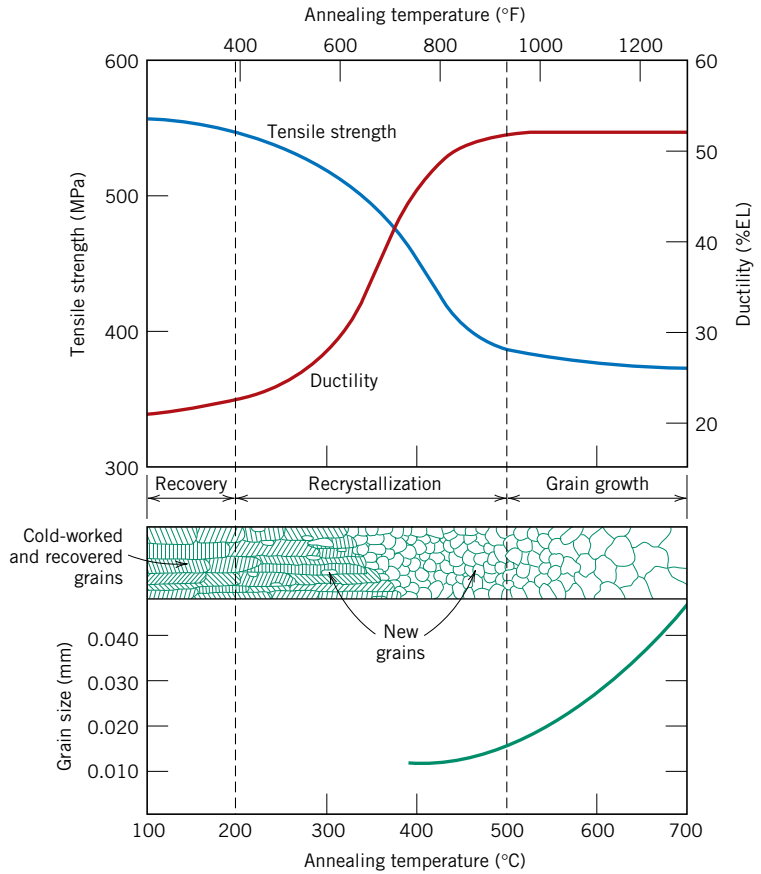 Annealing temperature (°F)
400 600 800 1000 1200
600 60
Tensile strength
50
500
Tensile strength (MPa)
40
Ductility (%EL)
400
30
Ductility
20
300
Recovery Recrystallization Grain growth
Cold-worked
and recovered
grains
New
grains
0.040
0.030
Grain size (mm)
0.020
0.010
100 200 300 400 500 600 700
Annealing temperature (°C)